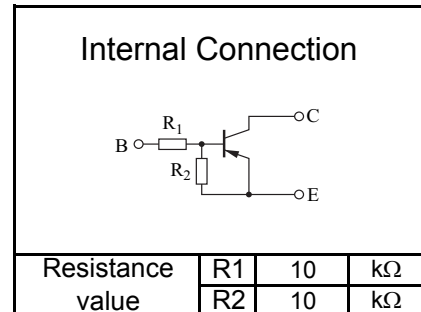 Internal Connection
C
R1
B
R2
E
Resistance value R1 10 kΩ
R2 10 kΩ